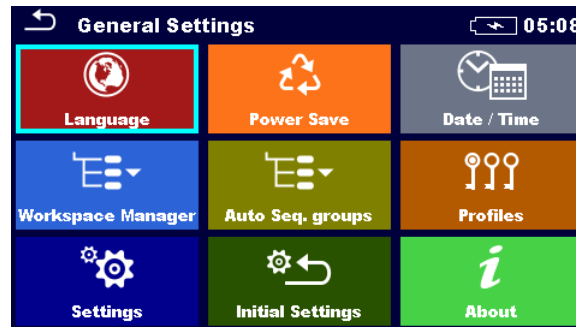 General Settings 05:08
Language Power Save Date / Time
Workspace Manager Auto Seq. groups Profiles
Settings Initial Settings About